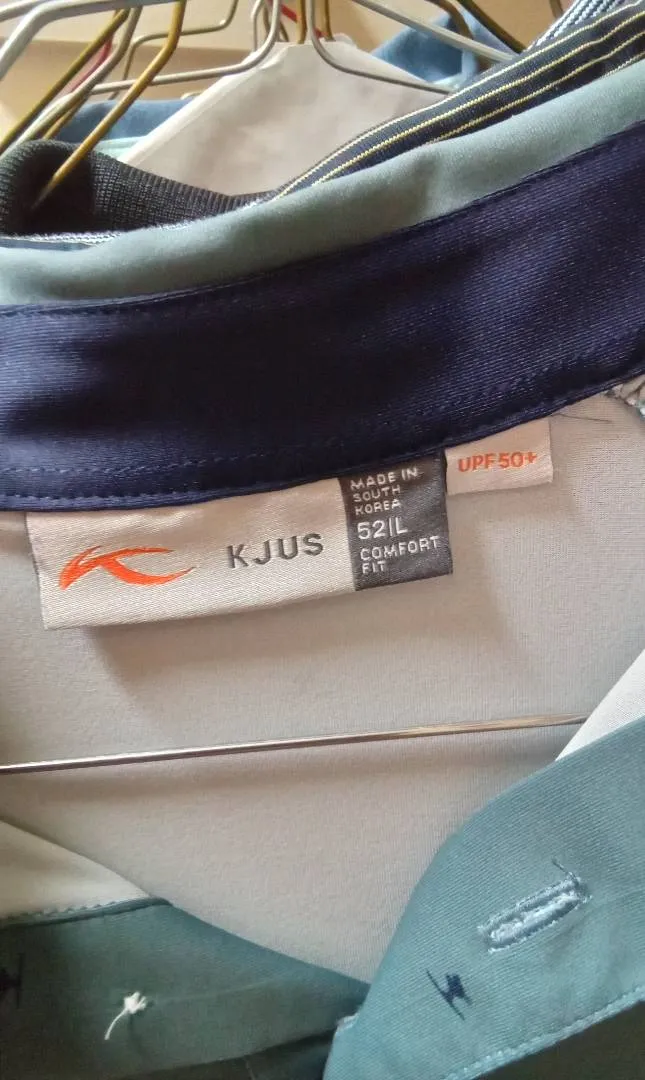 KJUS
MADE IN
SOUTH
KOREA
52|L
COMFORT
FIT
UPF 50+